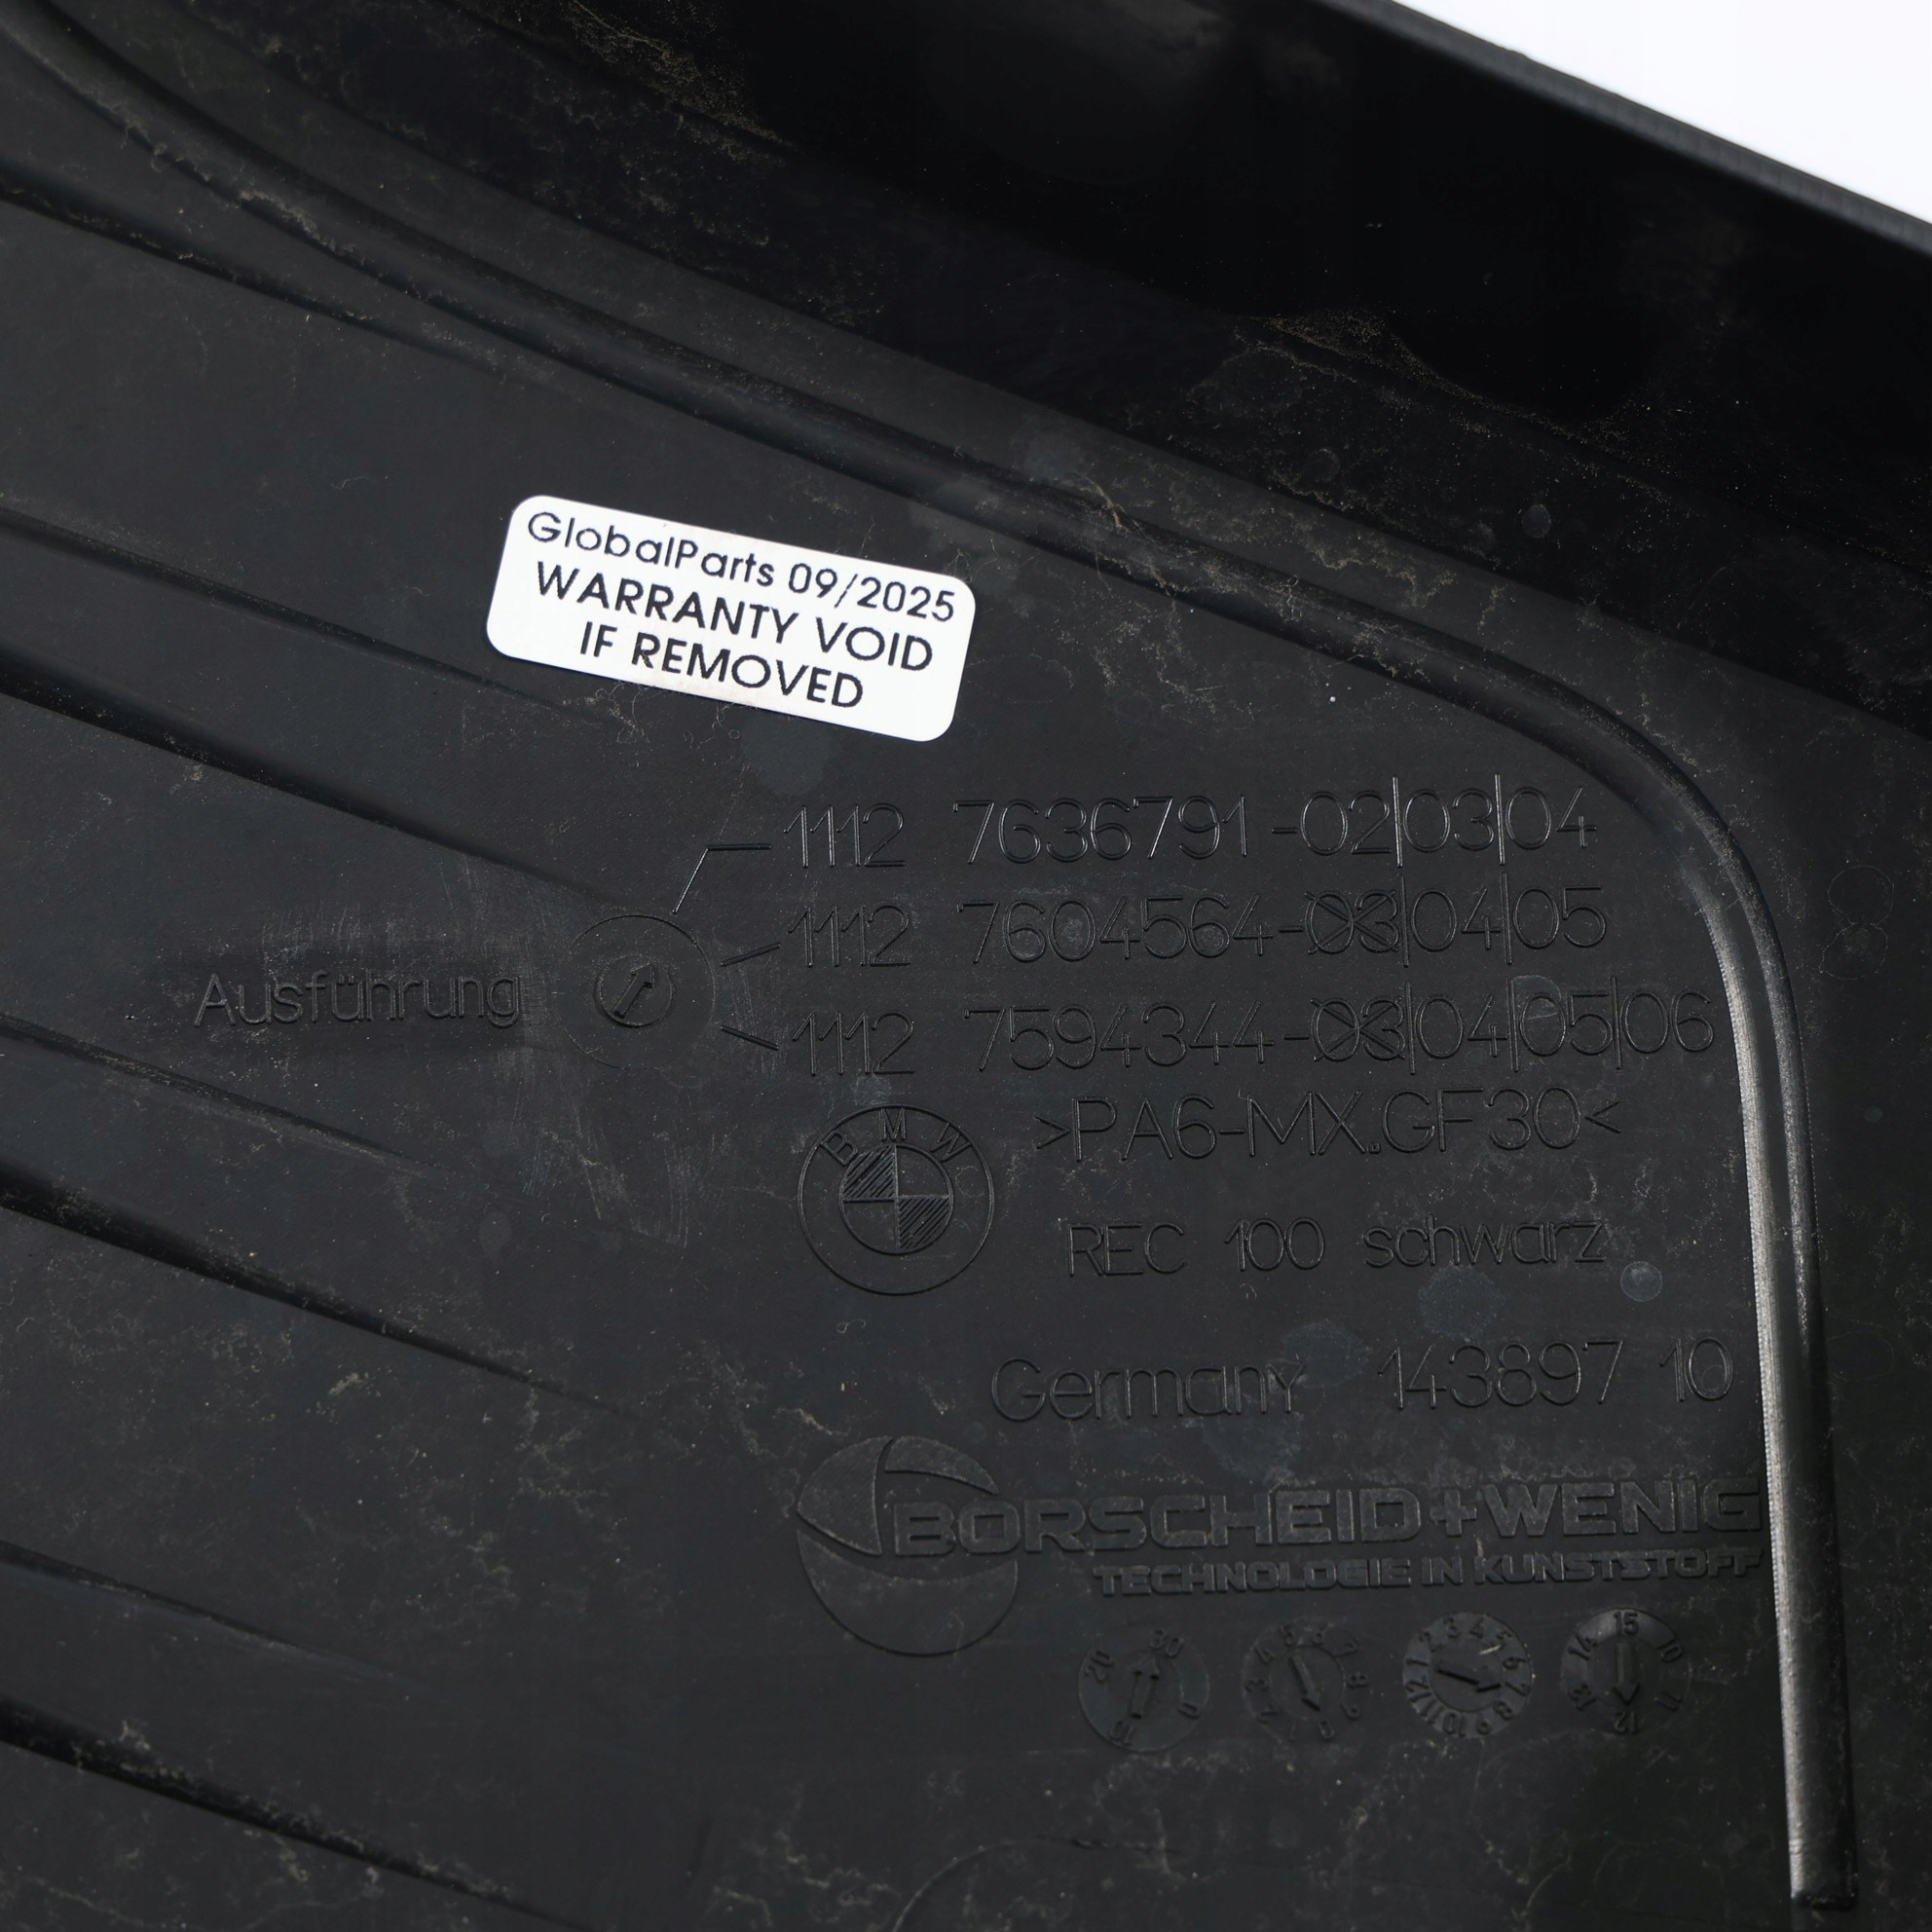 GlobalParts 09/2025
WARRANTY VOID
IF REMOVED
1112 7636791-02|03|04
1112 7604564-03|04|05
Ausführung
1112 7594344-03|04|05|06
>PA6-MX.GF30<
BMW
REC 100 schwarz
Germany 143897 10
BORSCHEID+WENIG
TECHNOLOGIE IN KUNSTSTOFF